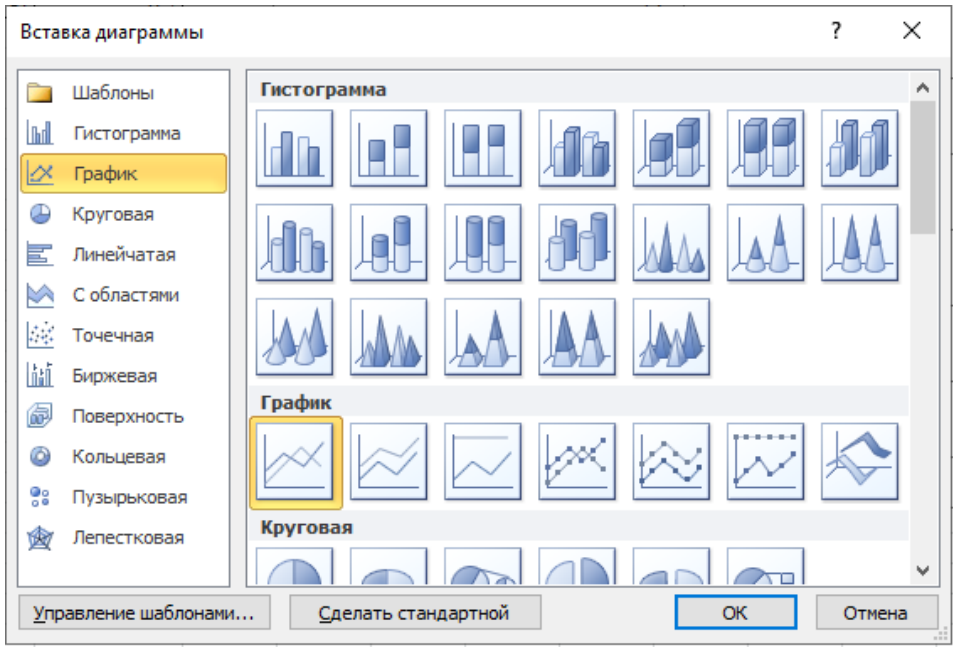 Вставка диаграммы
?
Шаблоны
Гистограмма
График
Круговая
Линейчатая
С областями
Точечная
Биржевая
Поверхность
Кольцевая
Пузырьковая
Лепестковая
Гистограмма
График
Круговая
Управление шаблонами...
Сделать стандартной
ОК
Отмена